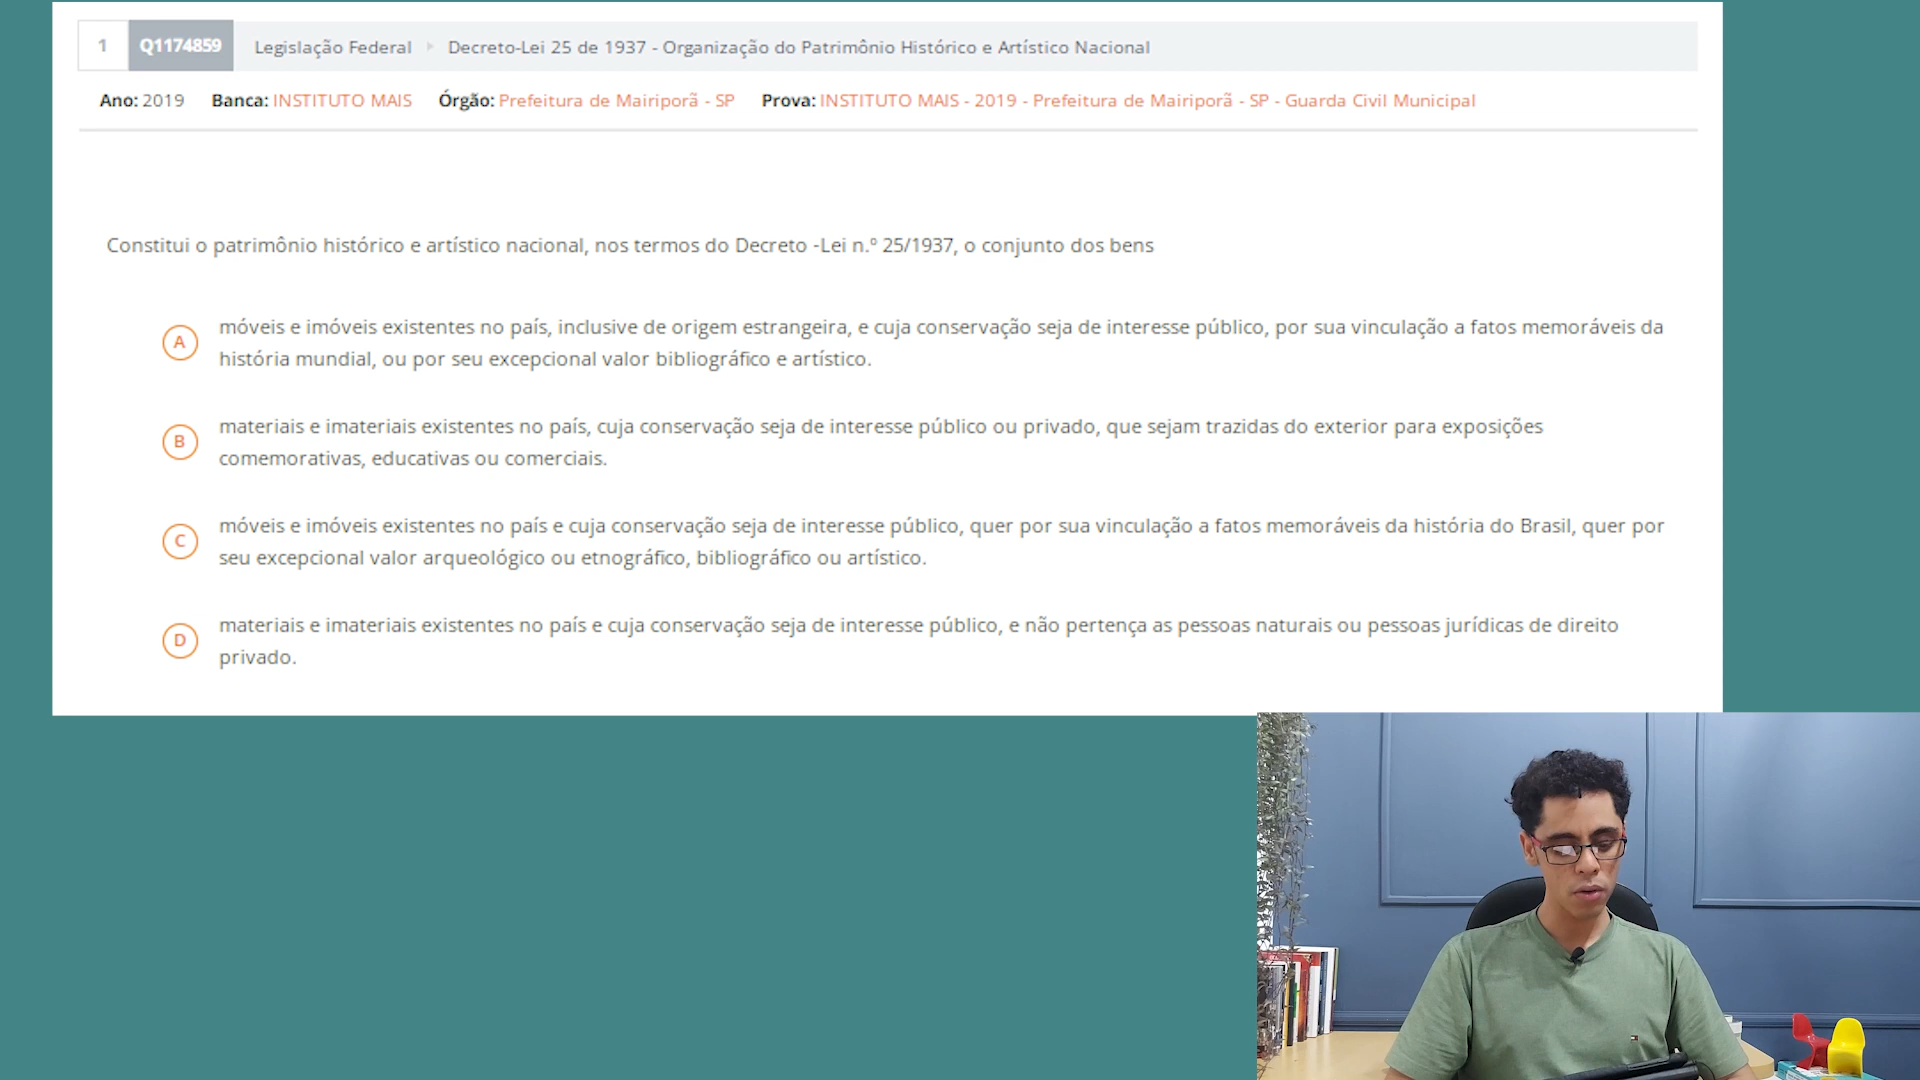 1 Q1174859 Legislação Federal Decreto-Lei 25 de 1937 - Organização do Patrimônio Histórico e Artístico Nacional
Ano: 2019 Banca: INSTITUTO MAIS Órgão: Prefeitura de Mairiporã - SP Prova: INSTITUTO MAIS - 2019 - Prefeitura de Mairiporã - SP - Guarda Civil Municipal
Constitui o patrimônio histórico e artístico nacional, nos termos do Decreto -Lei n.º 25/1937, o conjunto dos bens
A móveis e imóveis existentes no país, inclusive de origem estrangeira, e cuja conservação seja de interesse público, por sua vinculação a fatos memoráveis da
história mundial, ou por seu excepcional valor bibliográfico e artístico.
B materiais e imateriais existentes no país, cuja conservação seja de interesse público ou privado, que sejam trazidas do exterior para exposições
comemorativas, educativas ou comerciais.
C móveis e imóveis existentes no país e cuja conservação seja de interesse público, quer por sua vinculação a fatos memoráveis da história do Brasil, quer por
seu excepcional valor arqueológico ou etnográfico, bibliográfico ou artístico.
D materiais e imateriais existentes no país e cuja conservação seja de interesse público, e não pertença as pessoas naturais ou pessoas jurídicas de direito
privado.